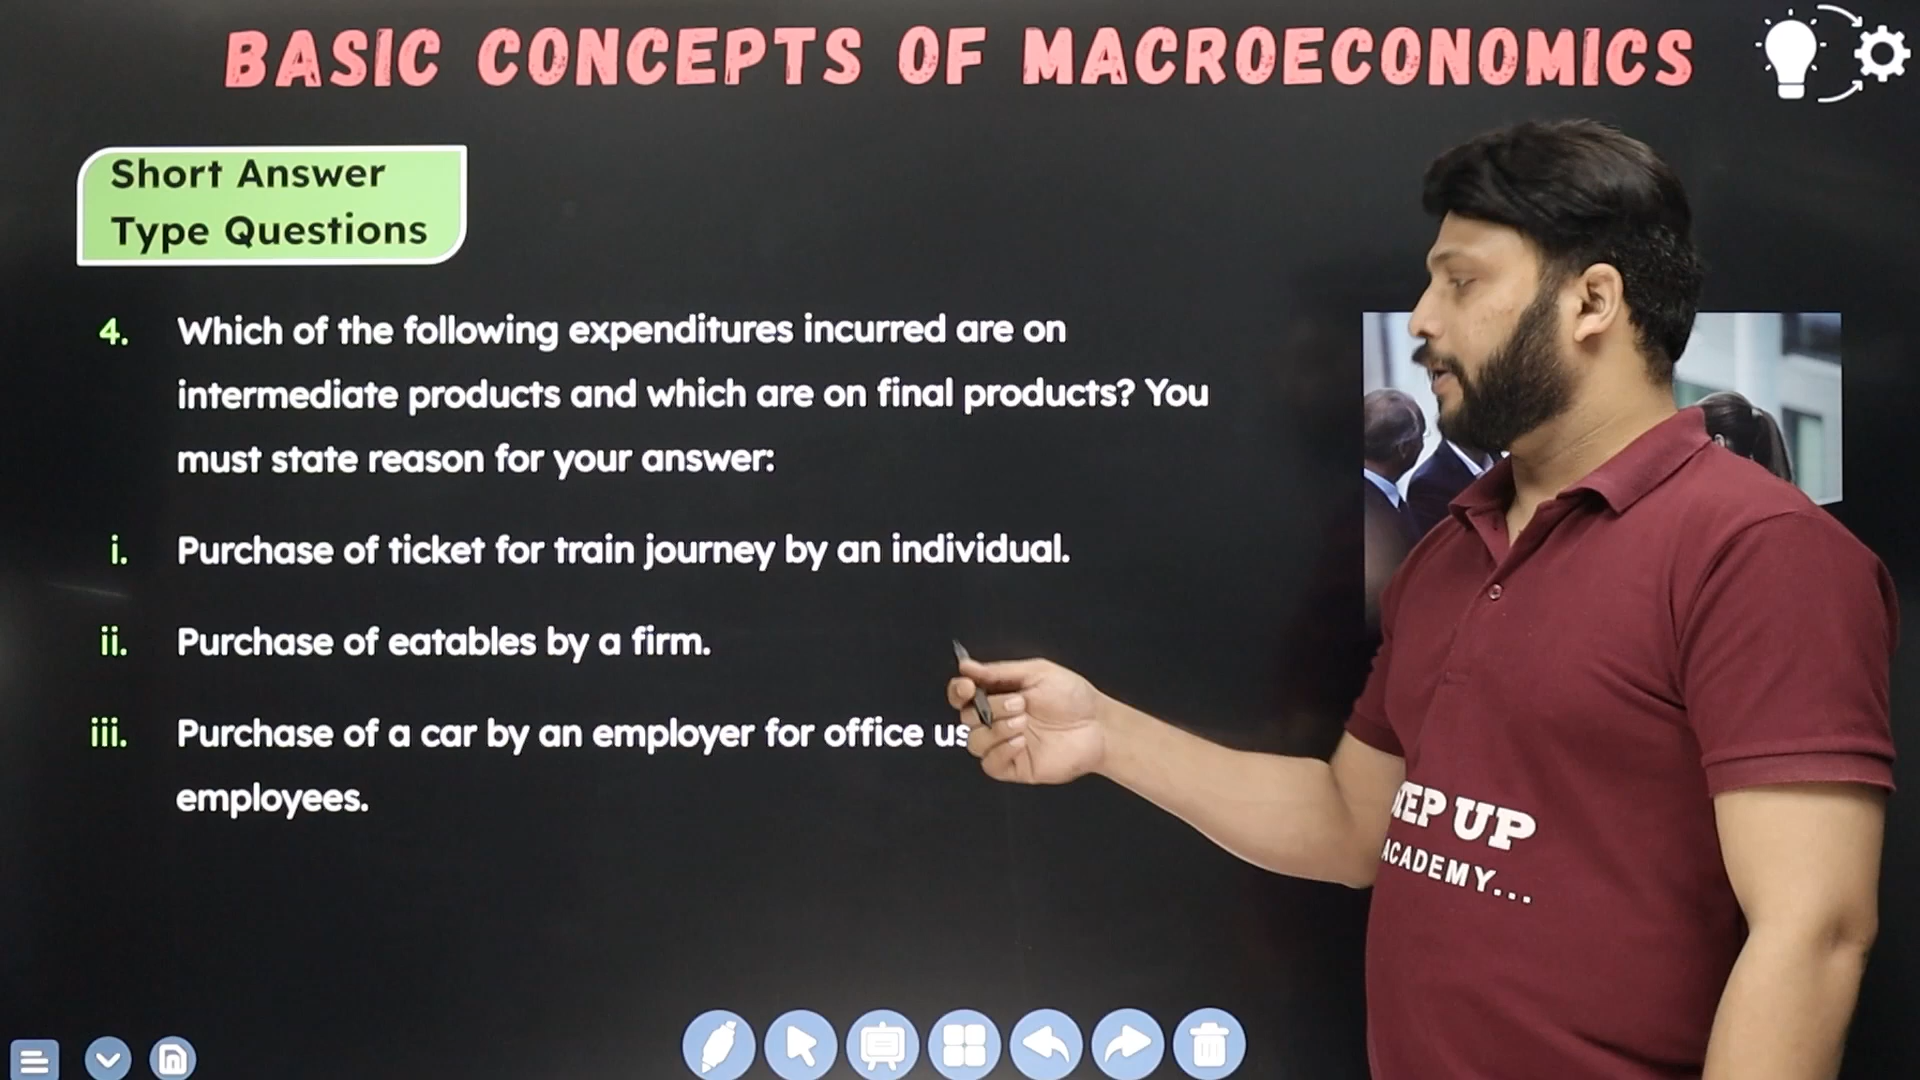 BASIC CONCEPTS OF MACROECONOMICS
Short Answer
Type Questions
4. Which of the following expenditures incurred are on
intermediate products and which are on final products? You
must state reason for your answer:
i. Purchase of ticket for train journey by an individual.
ii. Purchase of eatables by a firm.
iii. Purchase of a car by an employer for office
employees.
UP
ACADEMY...